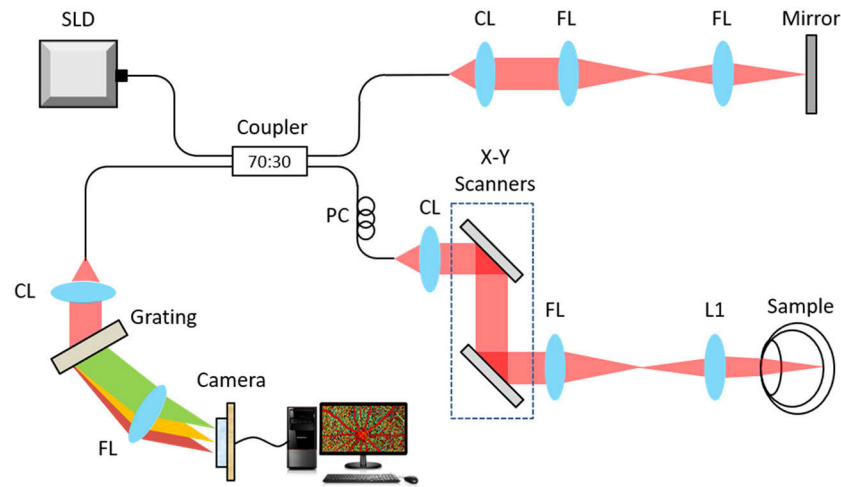 SLD
CL
FL
FL
Mirror
Coupler
70:30
X-Y
Scanners
PC
CL
CL
Grating
FL
L1
Sample
Camera
FL